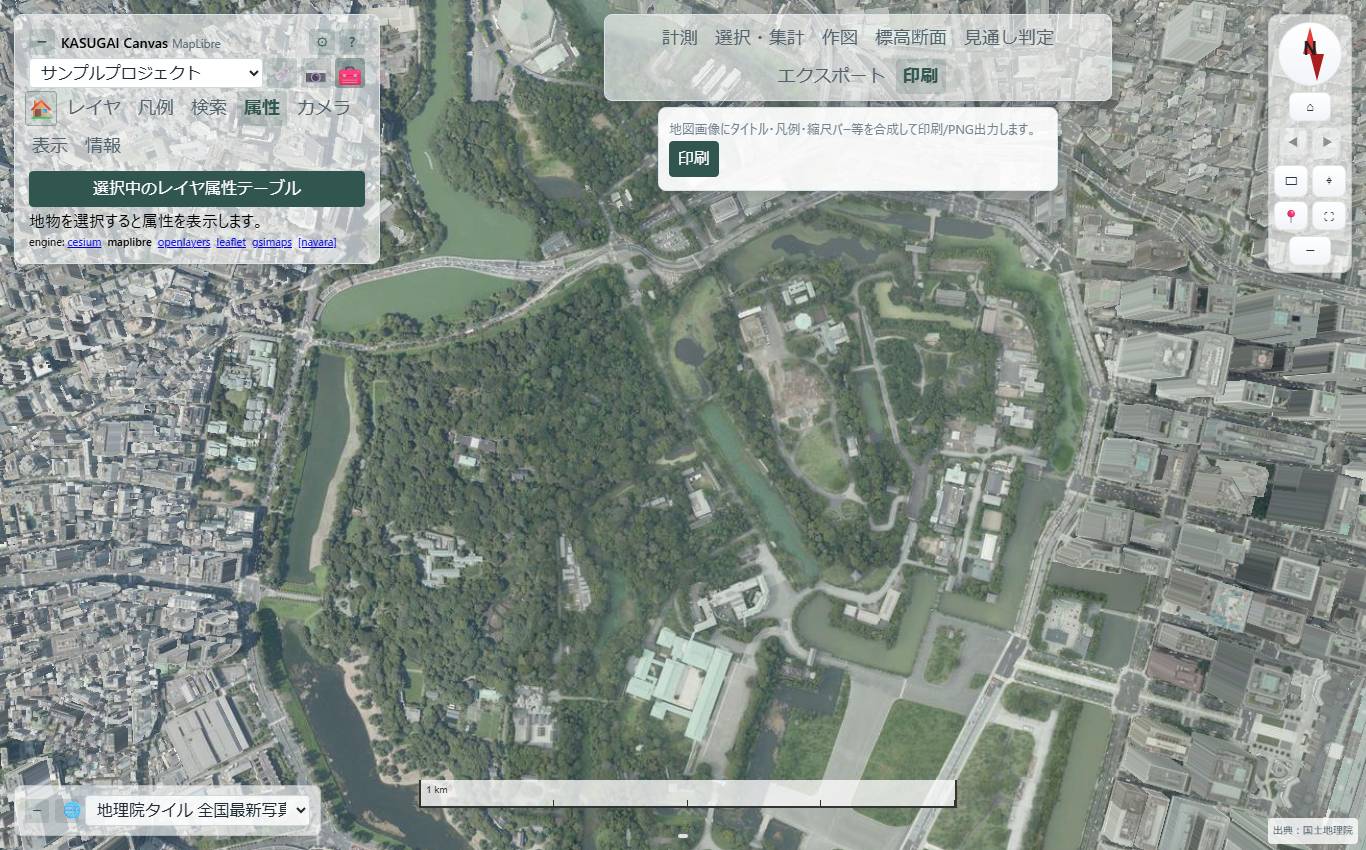 KASUGAI Canvas MapLibre
?
サンプルプロジェクト
レイヤ 凡例 検索 属性 カメラ
表示 情報
選択中のレイヤ属性テーブル
地物を選択すると属性を表示します。
engine: cesium maplibre openlayers leaflet gsimaps [navara]
計測 選択・集計 作図 標高断面 見通し判定
エクスポート 印刷
地図画像にタイトル・凡例・縮尺バー等を合成して印刷/PNG出力します。
印刷
N
1 km
地理院タイル 全国最新写真
出典：国土地理院